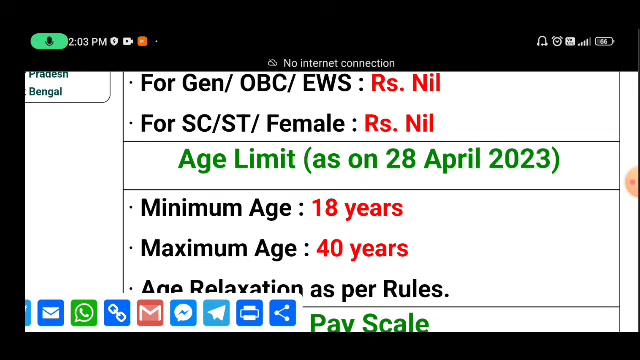 2:03 PM
66
No internet connection
Pradesh
Bengal
· For Gen/ OBC/ EWS : Rs. Nil
· For SC/ST/ Female : Rs. Nil
Age Limit (as on 28 April 2023)
· Minimum Age : 18 years
· Maximum Age : 40 years
· Age Relaxation as per Rules.
Pay Scale